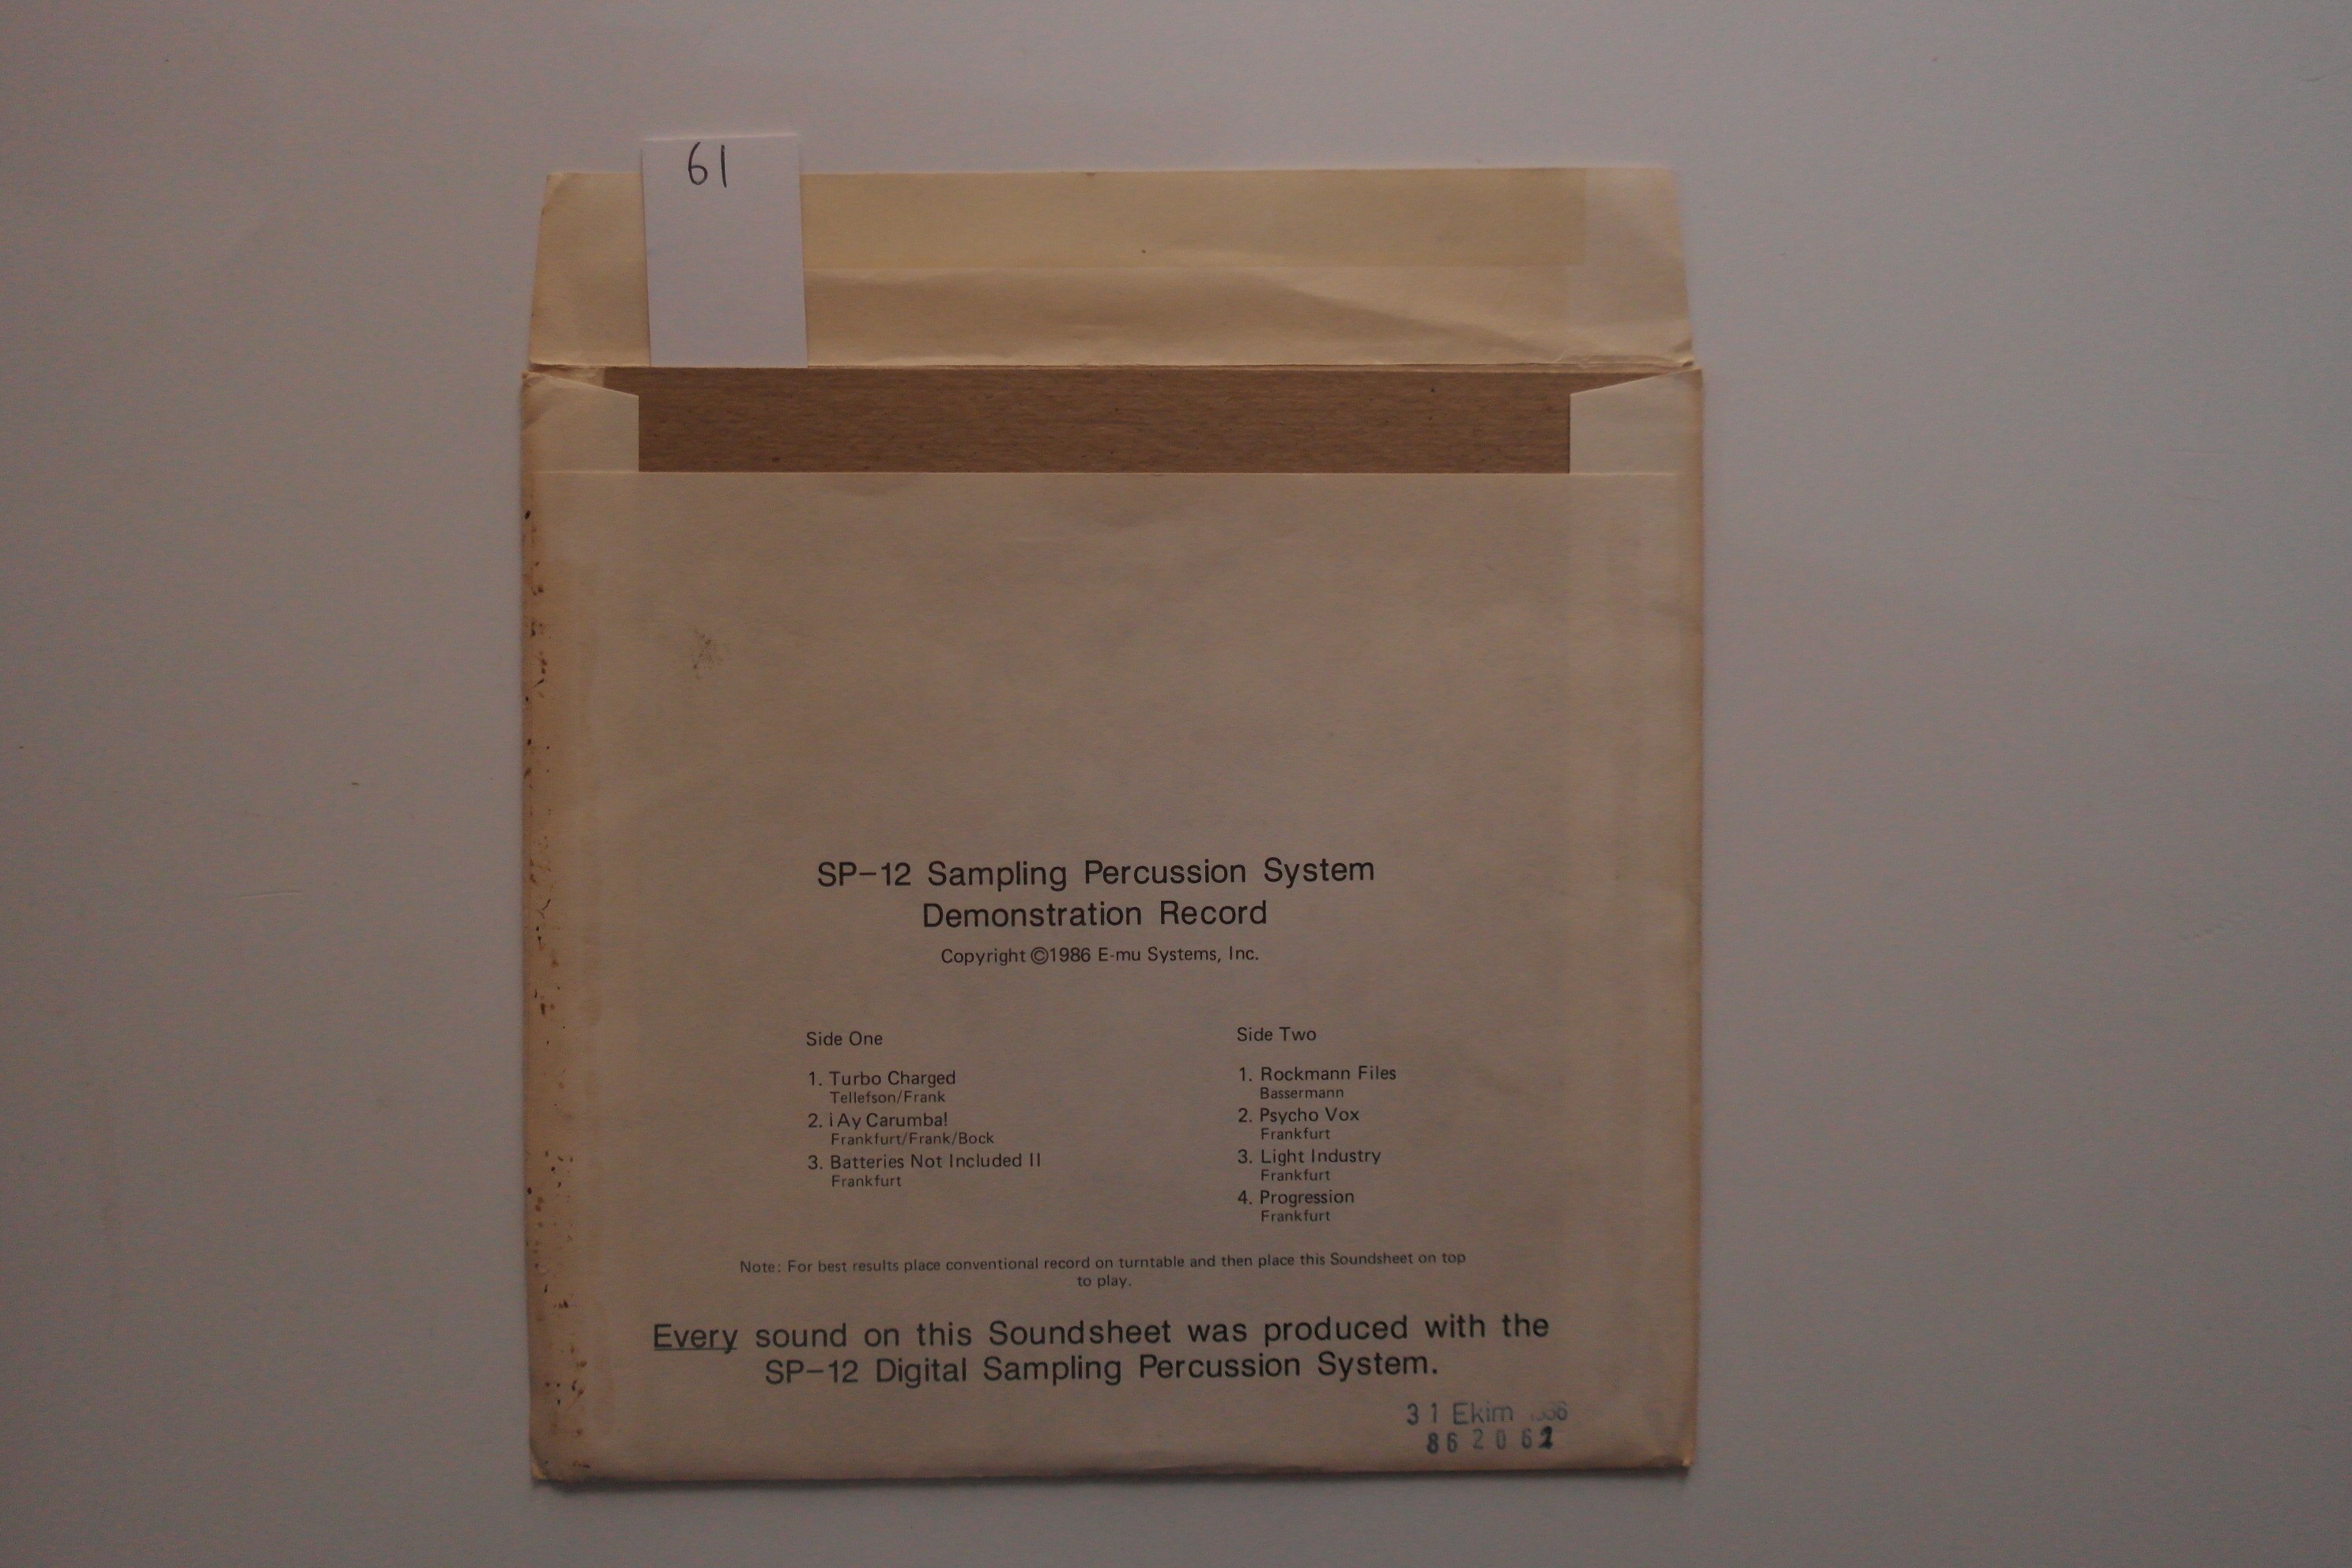 61
SP-12 Sampling Percussion System
Demonstration Record
Copyright ©1986 E-mu Systems, Inc.
Side One
1. Turbo Charged
Tellefson/Frank
2. ¡Ay Carumba!
Frankfurt/Frank/Bock
3. Batteries Not Included II
Frankfurt
Side Two
1. Rockmann Files
Bassermann
2. Psycho Vox
Frankfurt
3. Light Industry
Frankfurt
4. Progression
Frankfurt
Note: For best results place conventional record on turntable and then place this Soundsheet on top
to play.
Every sound on this Soundsheet was produced with the
SP-12 Digital Sampling Percussion System.
31 Ekim